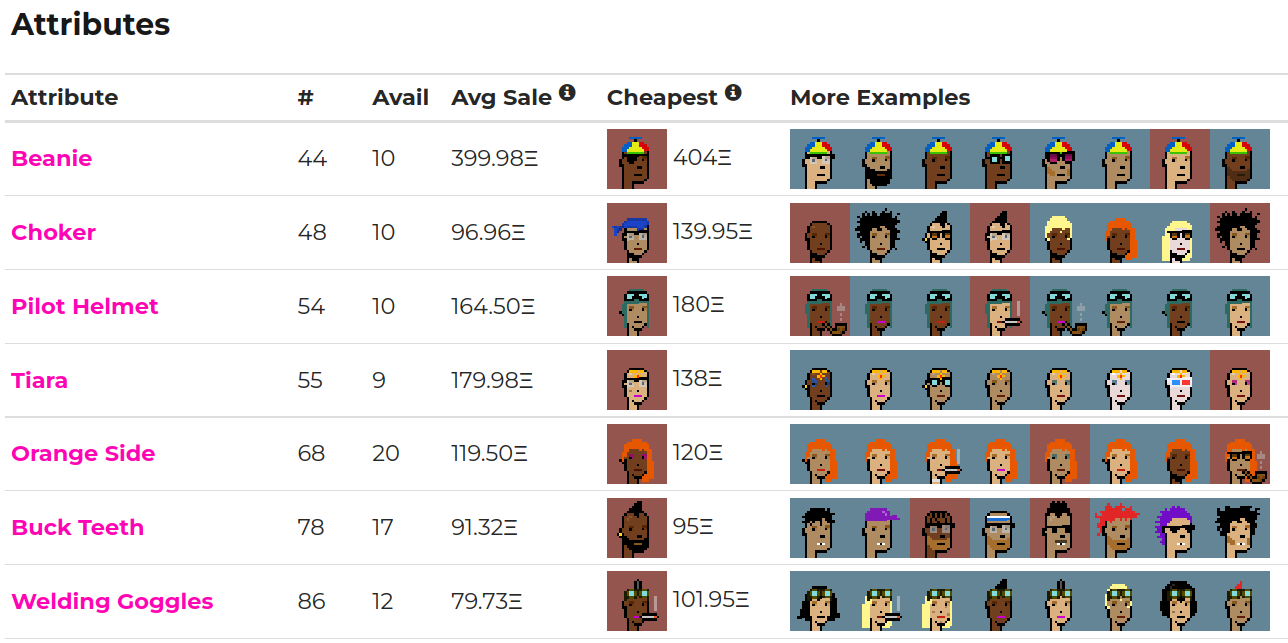 Attributes
Attribute # Avail Avg Sale Cheapest More Examples
Beanie 44 10 399.98Ξ 404Ξ
Choker 48 10 96.96Ξ 139.95Ξ
Pilot Helmet 54 10 164.50Ξ 180Ξ
Tiara 55 9 179.98Ξ 138Ξ
Orange Side 68 20 119.50Ξ 120Ξ
Buck Teeth 78 17 91.32Ξ 95Ξ
Welding Goggles 86 12 79.73Ξ 101.95Ξ